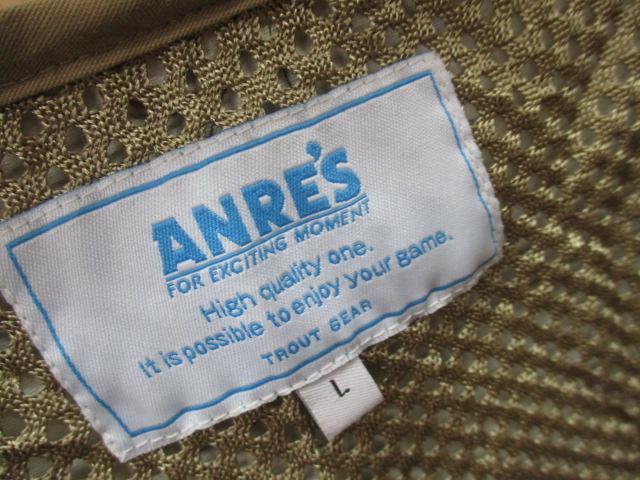 ANRE'S
FOR EXCITING MOMENT
High quality one.
It is possible to enjoy your game.
TROUT GEAR
L